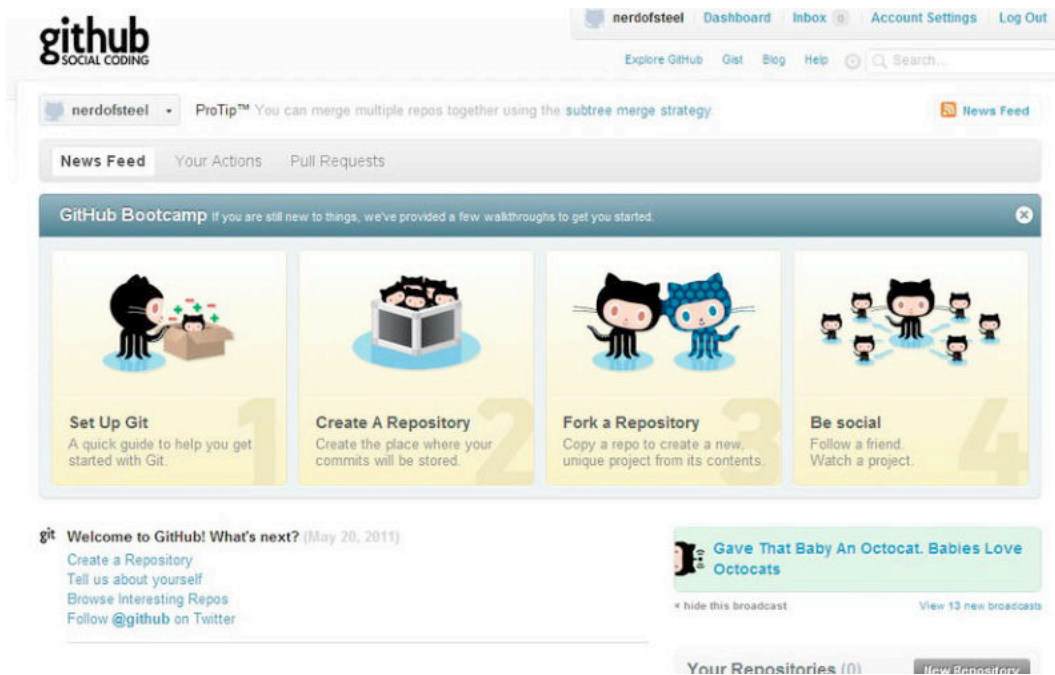 github
SOCIAL CODING
nerdofsteel Dashboard Inbox 0 Account Settings Log Out
Explore GitHub Gist Blog Help Search...
nerdofsteel ProTip™ You can merge multiple repos together using the subtree merge strategy
News Feed
News Feed Your Actions Pull Requests
GitHub Bootcamp If you are still new to things, we've provided a few walkthroughs to get you started.
1
Set Up Git
A quick guide to help you get
started with Git.
2
Create A Repository
Create the place where your
commits will be stored.
3
Fork a Repository
Copy a repo to create a new,
unique project from its contents.
4
Be social
Follow a friend.
Watch a project.
git Welcome to GitHub! What's next? (May 20, 2011)
Create a Repository
Tell us about yourself
Browse Interesting Repos
Follow @github on Twitter
Gave That Baby An Octocat. Babies Love
Octocats
× hide this broadcast View 13 new broadcasts
Your Repositories (0) New Repository